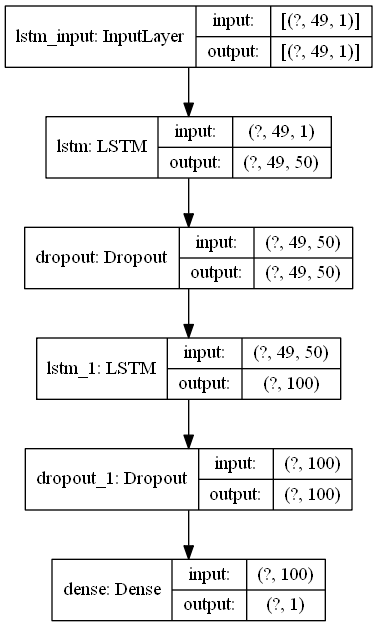 lstm_input: InputLayer
input: [(?, 49, 1)]
output: [(?, 49, 1)]
lstm: LSTM
input: (?, 49, 1)
output: (?, 49, 50)
dropout: Dropout
input: (?, 49, 50)
output: (?, 49, 50)
lstm_1: LSTM
input: (?, 49, 50)
output: (?, 100)
dropout_1: Dropout
input: (?, 100)
output: (?, 100)
dense: Dense
input: (?, 100)
output: (?, 1)